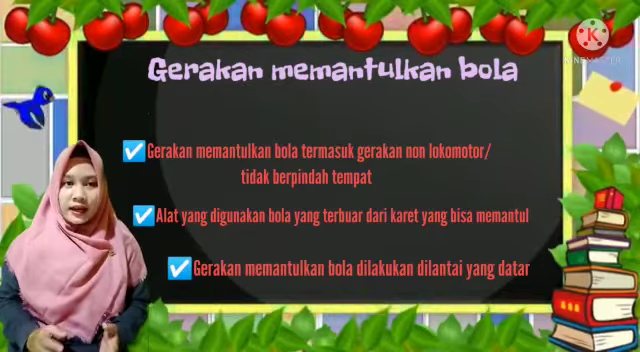 KINEMASTER
Gerakan memantulkan bola
Gerakan memantulkan bola termasuk gerakan non lokomotor/
tidak berpindah tempat
Alat yang digunakan bola yang terbuar dari karet yang bisa memantul
Gerakan memantulkan bola dilakukan dilantai yang datar